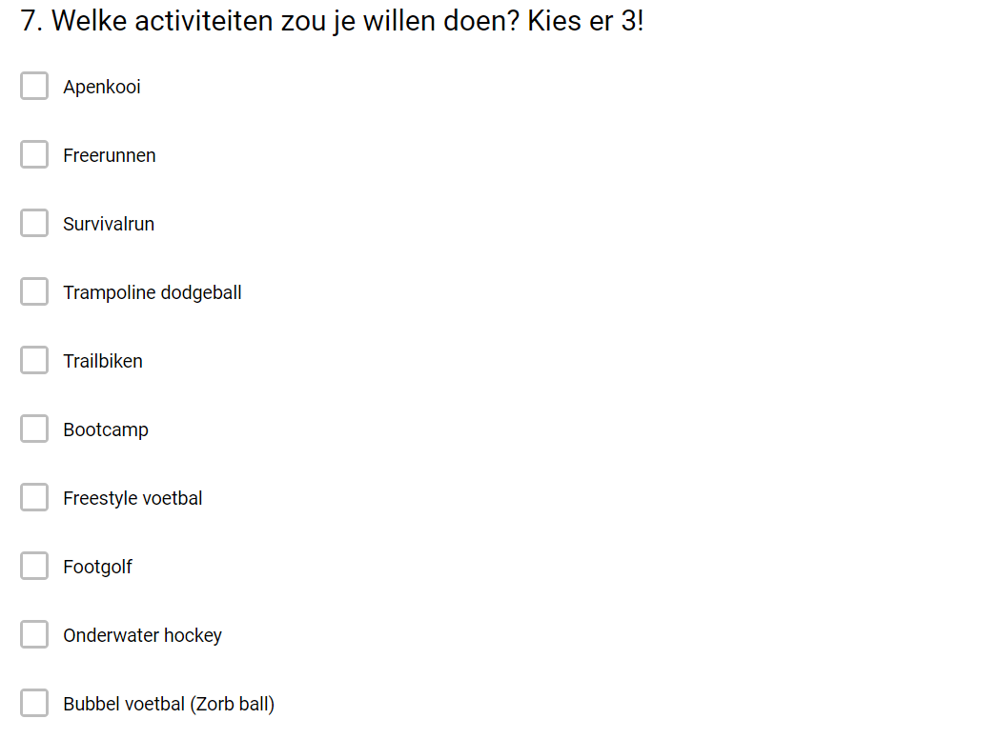 7. Welke activiteiten zou je willen doen? Kies er 3!
Apenkooi
Freerunnen
Survivalrun
Trampoline dodgeball
Trailbiken
Bootcamp
Freestyle voetbal
Footgolf
Onderwater hockey
Bubbel voetbal (Zorb ball)